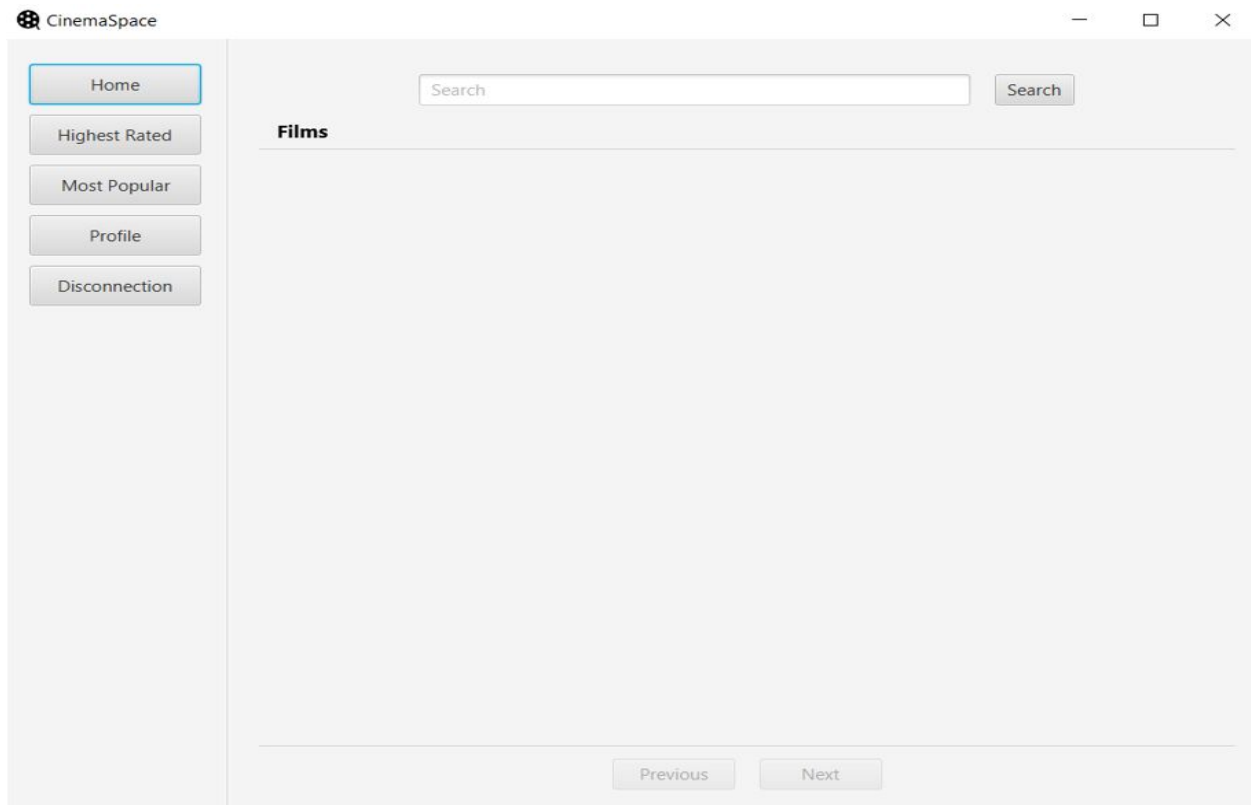 CinemaSpace
Home
Highest Rated
Most Popular
Profile
Disconnection
Search Search
Films
Previous Next